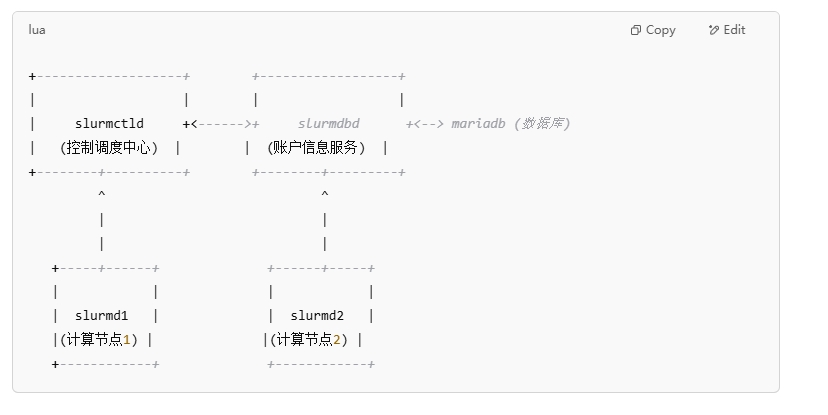 lua Copy Edit
+-------------------+        +------------------+
|                   |        |                  |
|     slurmctld     +<------>+     slurmdbd      +<--> mariadb (数据库)
|   (控制调度中心)  |        |  (账户信息服务)  |
+--------+----------+        +--------+---------+
         ^                            ^
         |                            |
         |                            |
   +-----+------+              +------+-----+
   |            |              |            |
   |  slurmd1   |              |  slurmd2   |
   |(计算节点1) |              |(计算节点2) |
   +------------+              +------------+